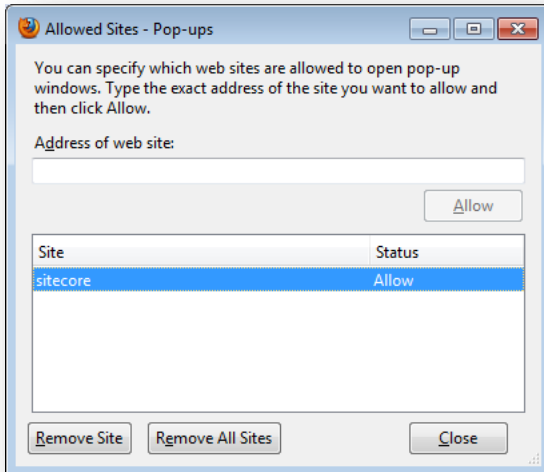 Allowed Sites - Pop-ups
You can specify which web sites are allowed to open pop-up
windows. Type the exact address of the site you want to allow and
then click Allow.
Address of web site:
Allow
Site Status
sitecore Allow
Remove Site Remove All Sites Close